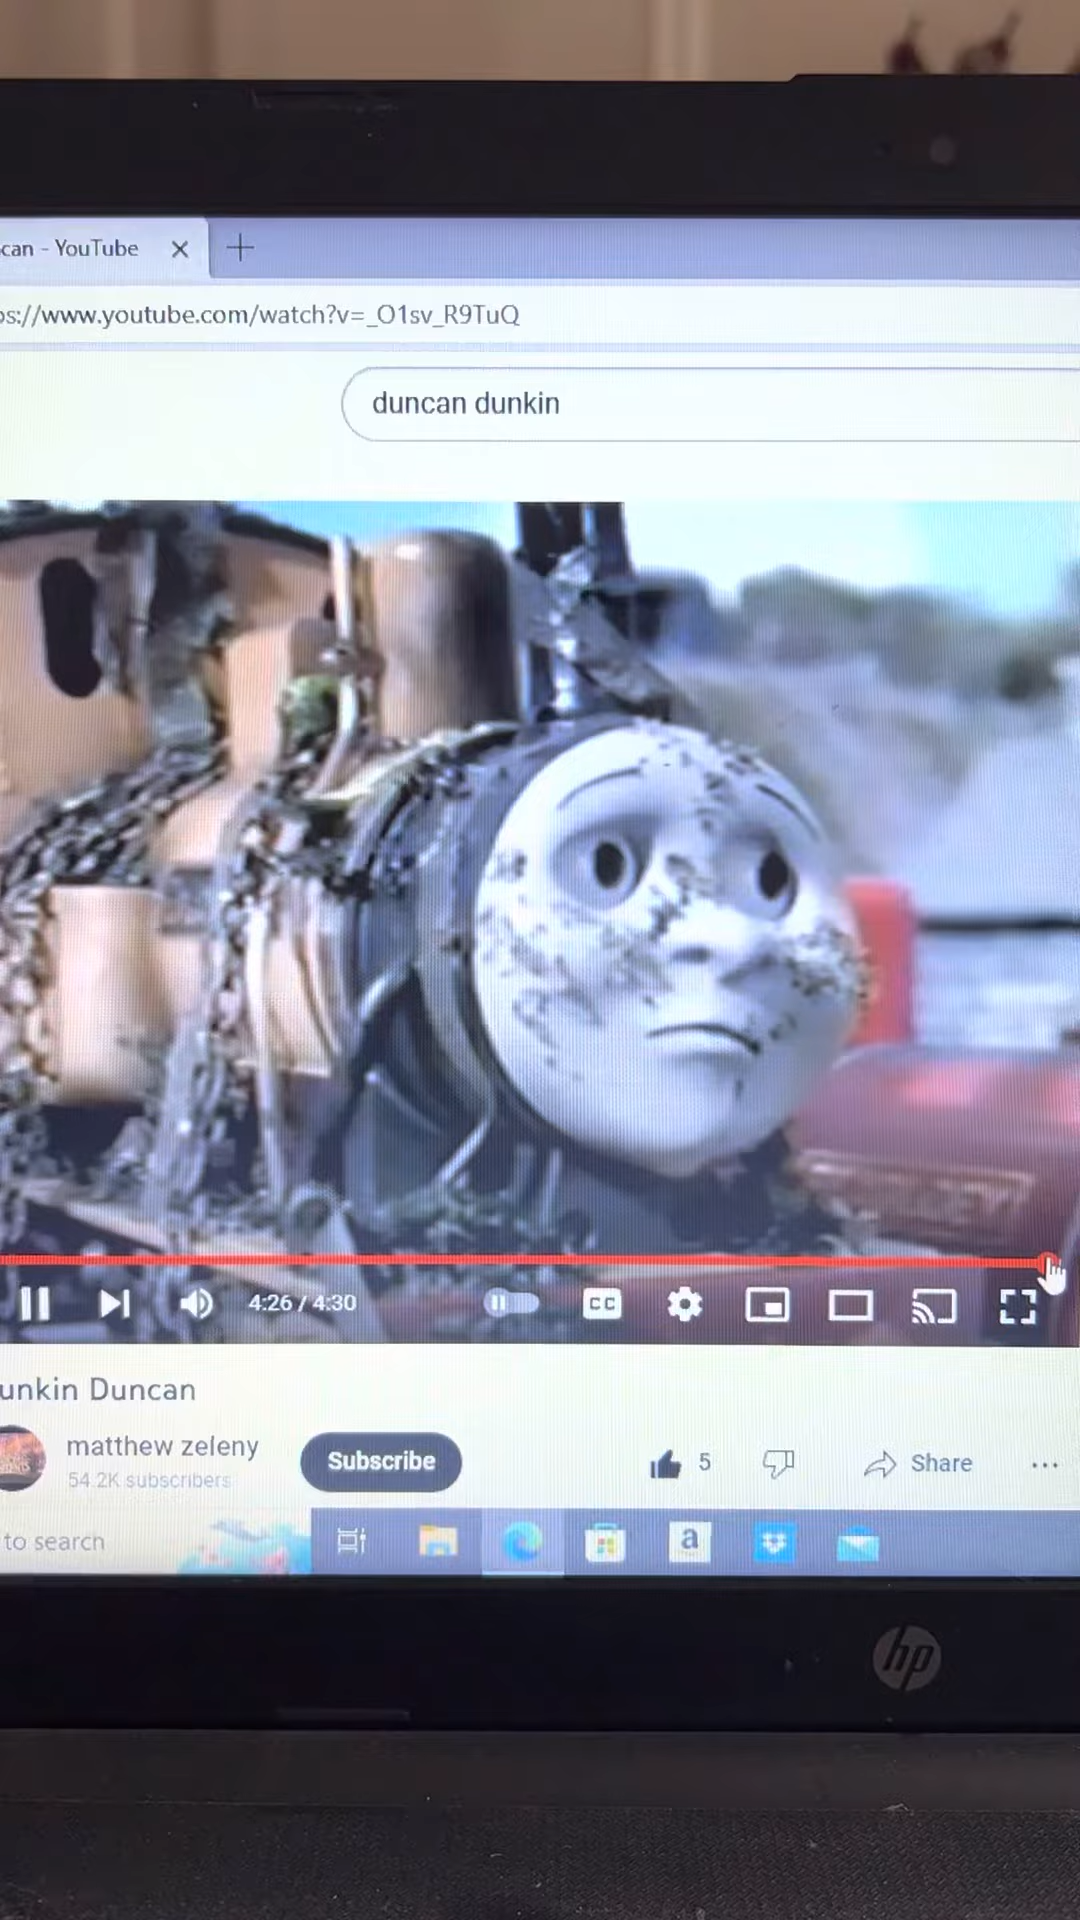 can - YouTube
ps://www.youtube.com/watch?v=_O1sv_R9TuQ
duncan dunkin
4:26 / 4:30
CC
unkin Duncan
matthew zeleny
54.2K subscribers
Subscribe
5
Share
to search
a
hp